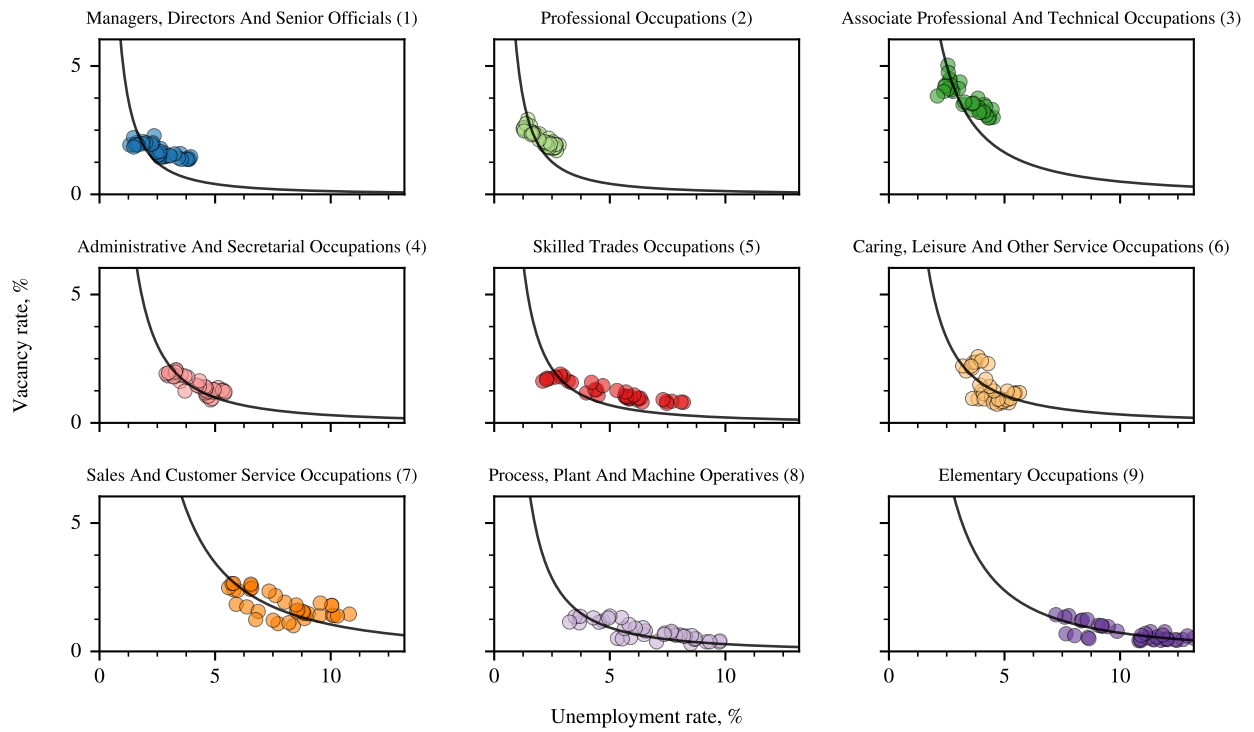 Managers, Directors And Senior Officials (1)
Professional Occupations (2)
Associate Professional And Technical Occupations (3)
5
0
Administrative And Secretarial Occupations (4)
Skilled Trades Occupations (5)
Caring, Leisure And Other Service Occupations (6)
Vacancy rate, %
5
0
Sales And Customer Service Occupations (7)
Process, Plant And Machine Operatives (8)
Elementary Occupations (9)
5
0
0 5 10 0 5 10 0 5 10
Unemployment rate, %